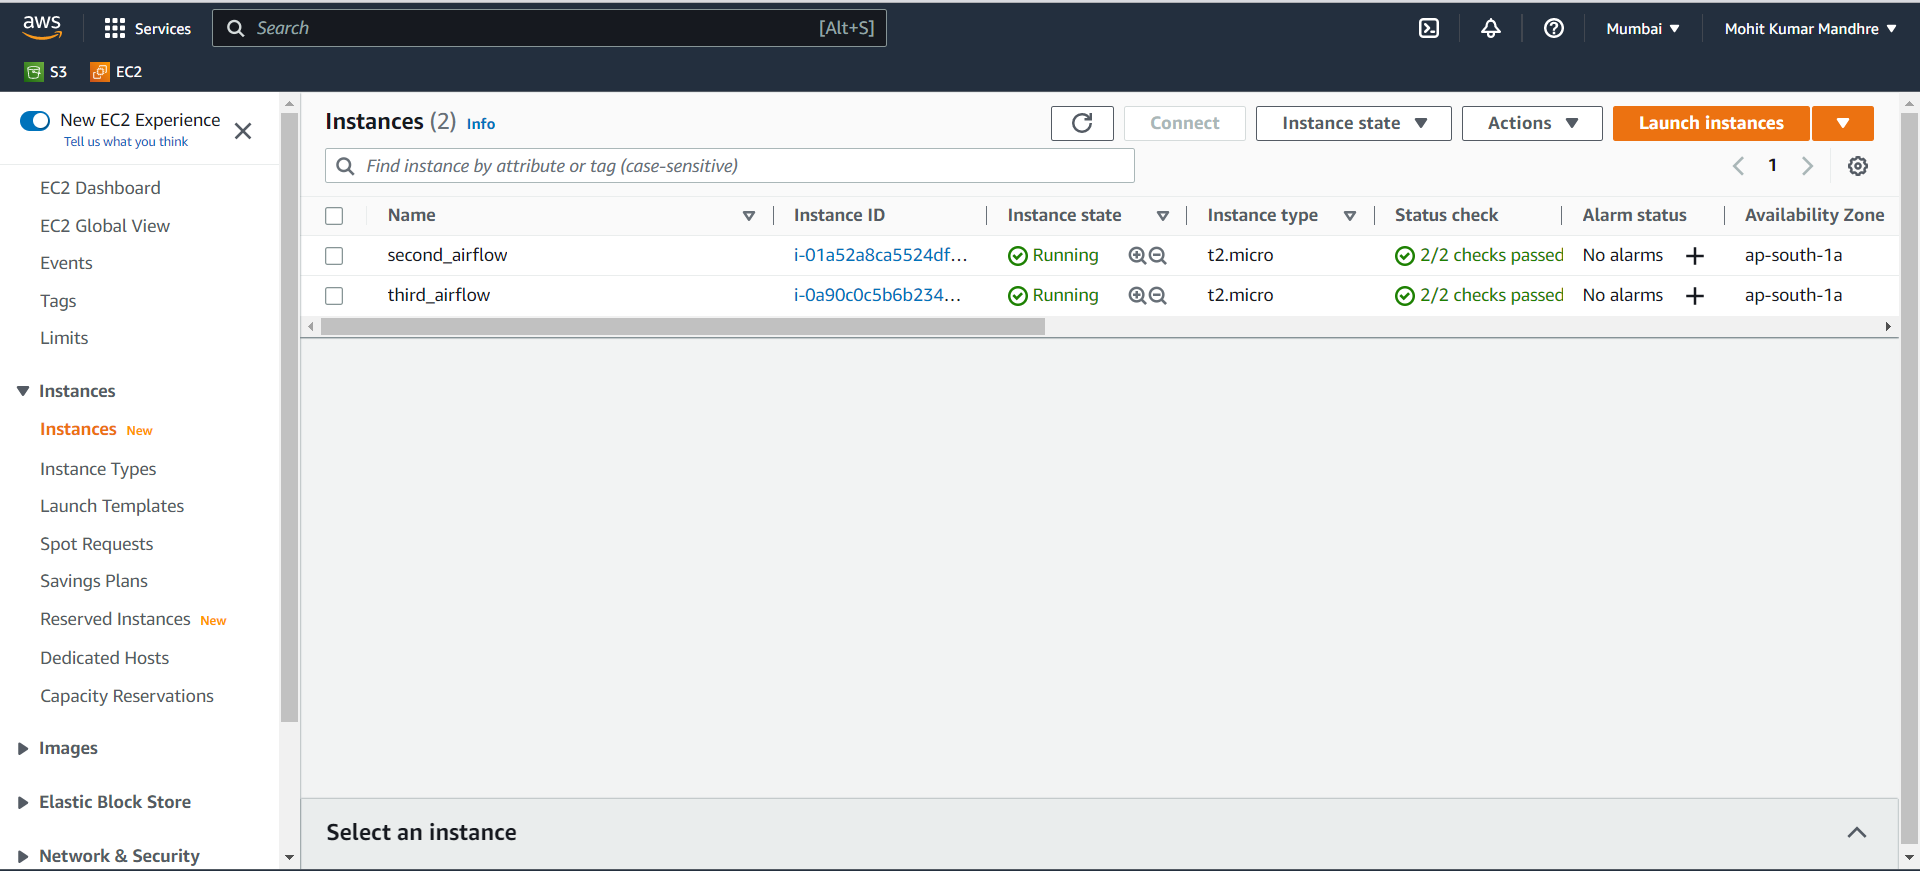 aws Services Search [Alt+S] Mumbai Mohit Kumar Mandhre
S3 EC2
New EC2 Experience
Tell us what you think
EC2 Dashboard
EC2 Global View
Events
Tags
Limits
Instances
Instances New
Instance Types
Launch Templates
Spot Requests
Savings Plans
Reserved Instances New
Dedicated Hosts
Capacity Reservations
Images
Elastic Block Store
Network & Security
Instances (2) Info Connect Instance state Actions Launch instances
Find instance by attribute or tag (case-sensitive) 1
Name Instance ID Instance state Instance type Status check Alarm status Availability Zone
second_airflow i-01a52a8ca5524df... Running t2.micro 2/2 checks passed No alarms ap-south-1a
third_airflow i-0a90c0c5b6b234... Running t2.micro 2/2 checks passed No alarms ap-south-1a
Select an instance